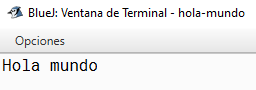 BlueJ: Ventana de Terminal - hola-mundo
Opciones
Hola mundo